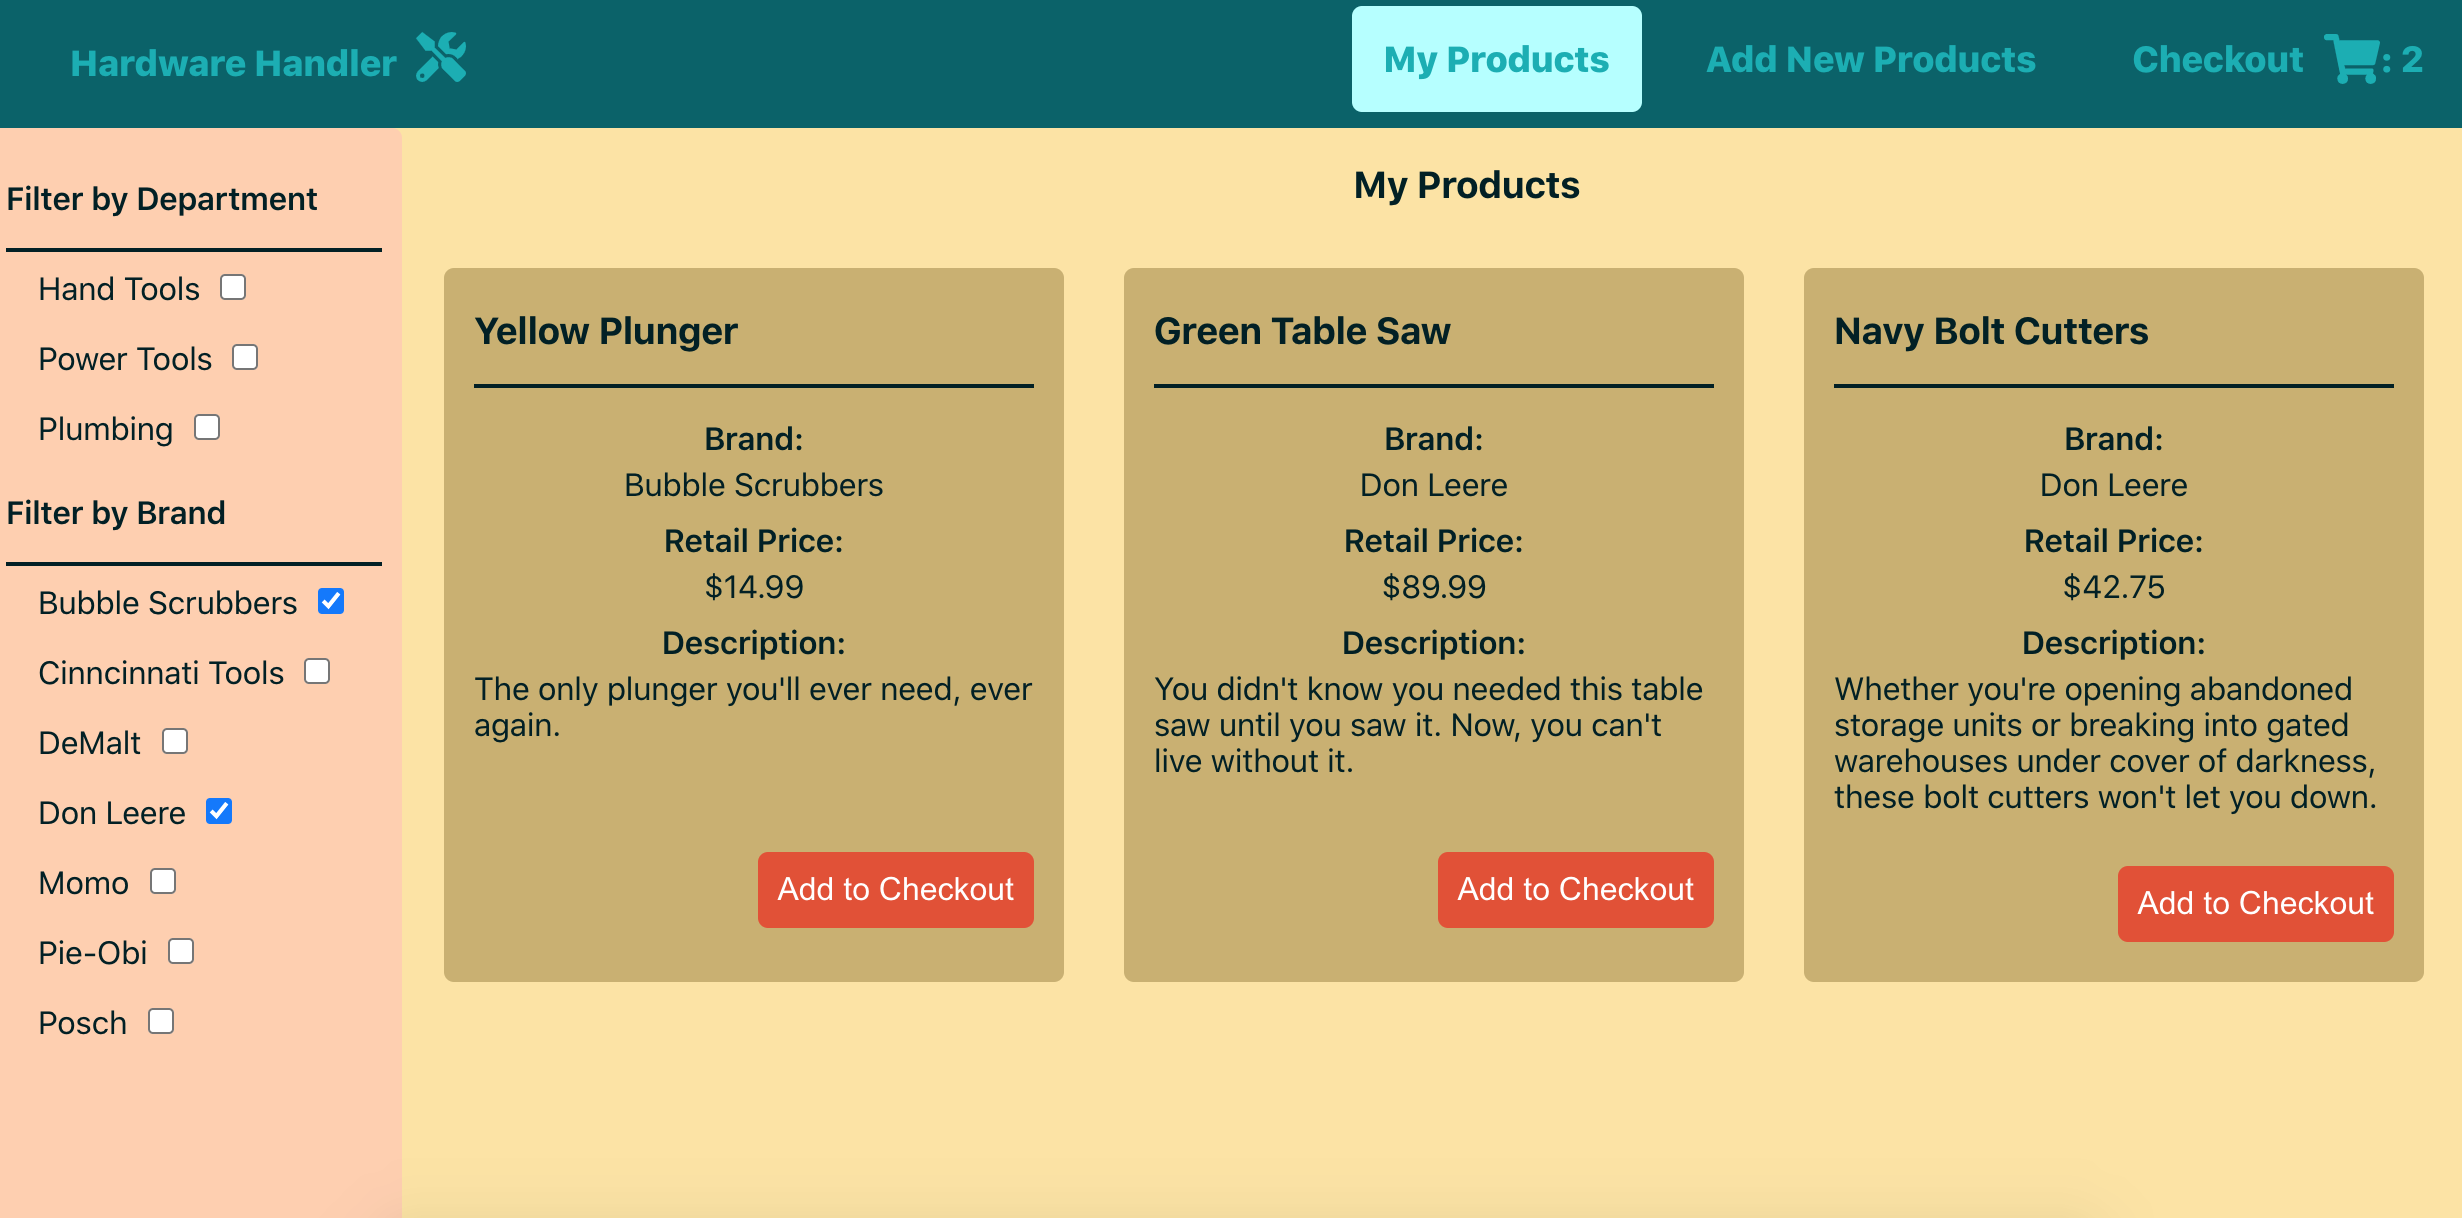 Hardware Handler
My Products
Add New Products
Checkout : 2
Filter by Department
Hand Tools
Power Tools
Plumbing
Filter by Brand
Bubble Scrubbers
Cinncinnati Tools
DeMalt
Don Leere
Momo
Pie-Obi
Posch
My Products
Yellow Plunger
Brand:
Bubble Scrubbers
Retail Price:
$14.99
Description:
The only plunger you'll ever need, ever
again.
Add to Checkout
Green Table Saw
Brand:
Don Leere
Retail Price:
$89.99
Description:
You didn't know you needed this table
saw until you saw it. Now, you can't
live without it.
Add to Checkout
Navy Bolt Cutters
Brand:
Don Leere
Retail Price:
$42.75
Description:
Whether you're opening abandoned
storage units or breaking into gated
warehouses under cover of darkness,
these bolt cutters won't let you down.
Add to Checkout